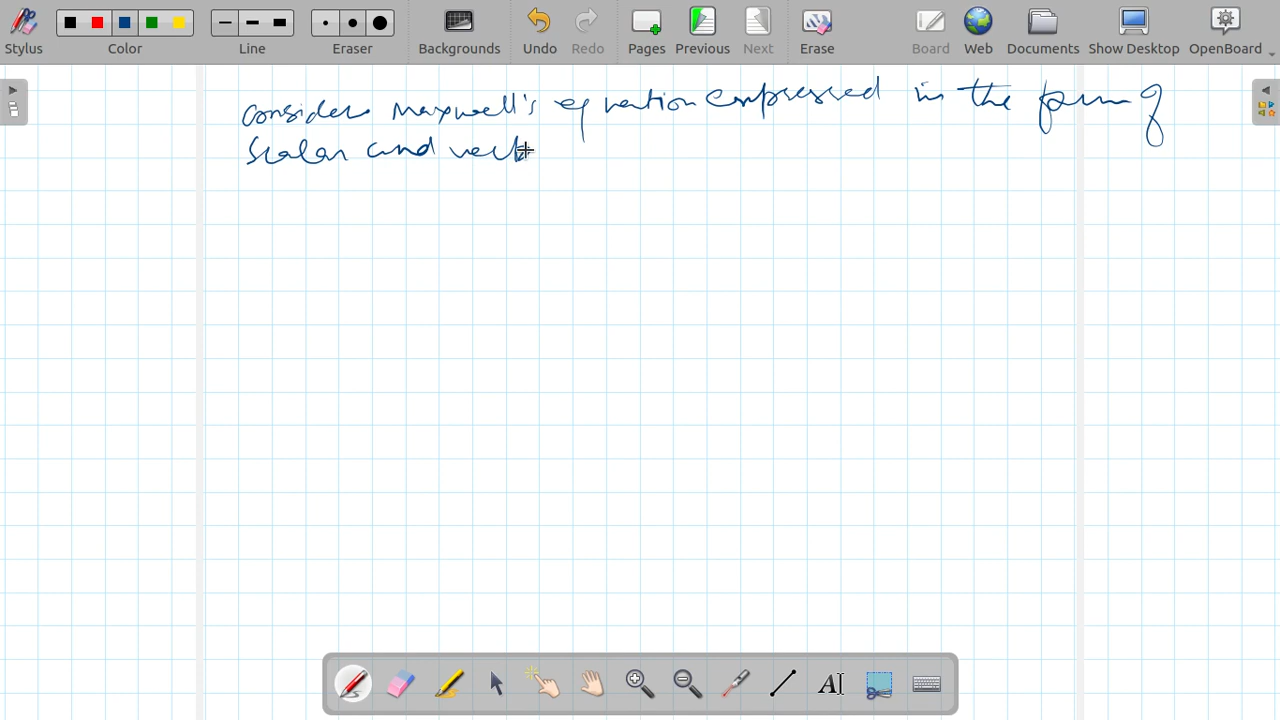 Stylus Color Line Eraser Backgrounds Undo Redo Pages Previous Next Erase Board Web Documents Show Desktop OpenBoard
consider Maxwell's equation expressed in the form of
scalar and vect